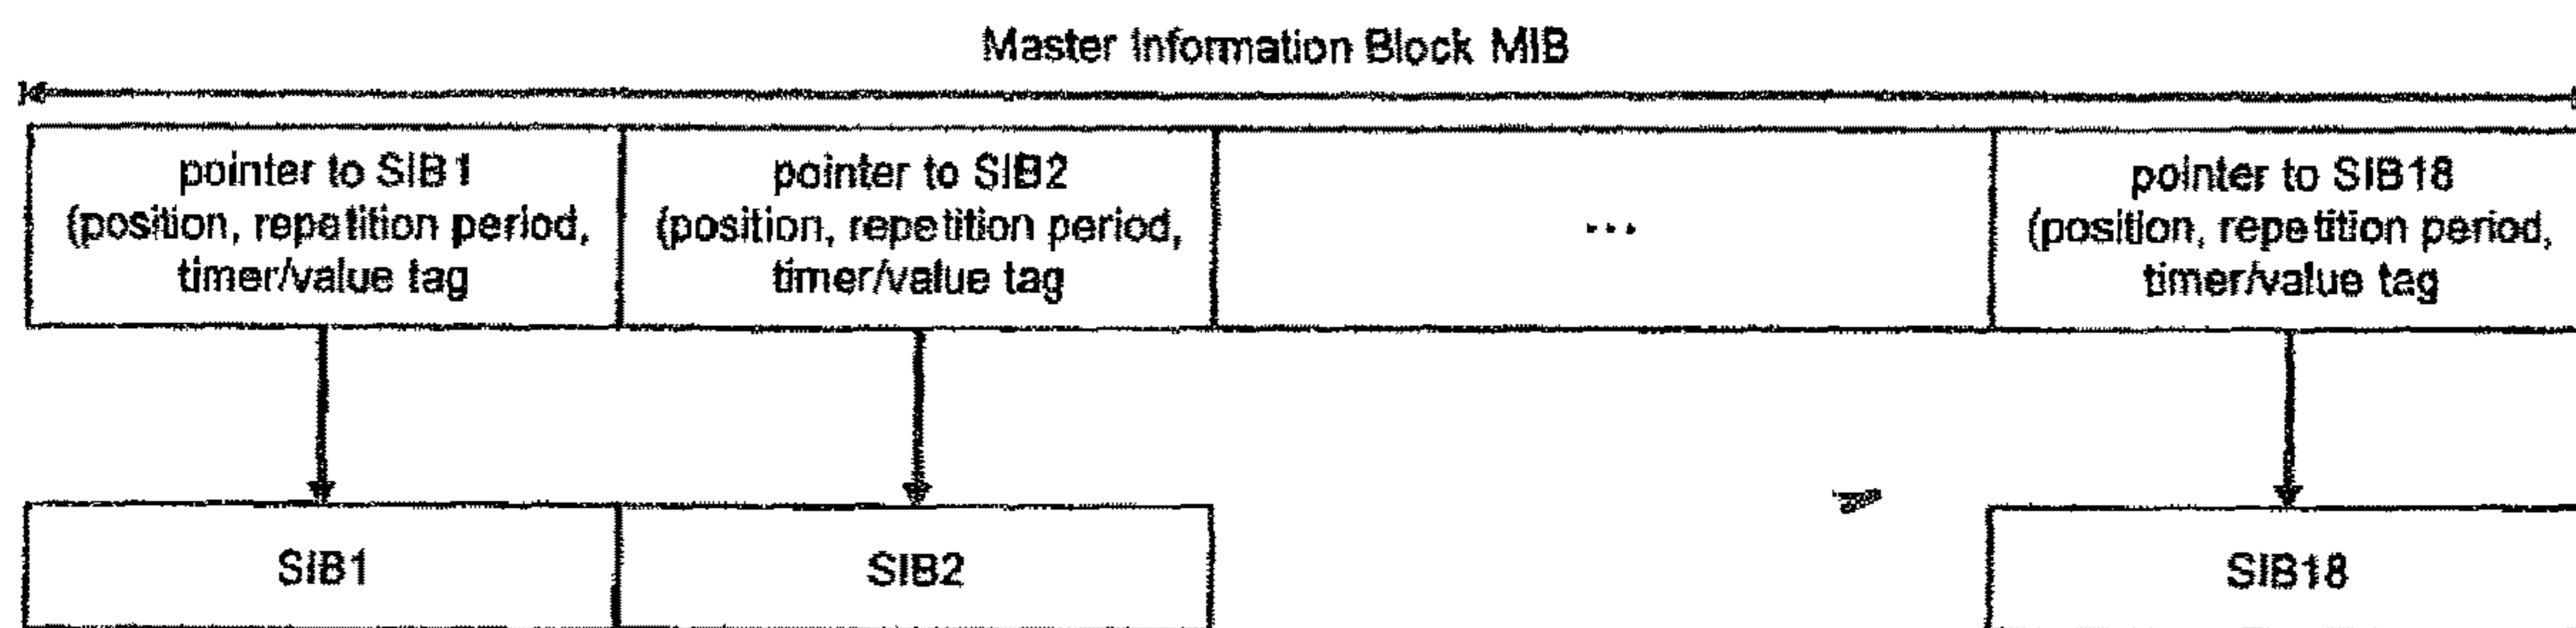 Master Information Block MIB
pointer to SIB1
(position, repetition period,
timer/value tag
pointer to SIB2
(position, repetition period,
timer/value tag
...
pointer to SIB18
(position, repetition period,
timer/value tag
SIB1
SIB2
SIB18